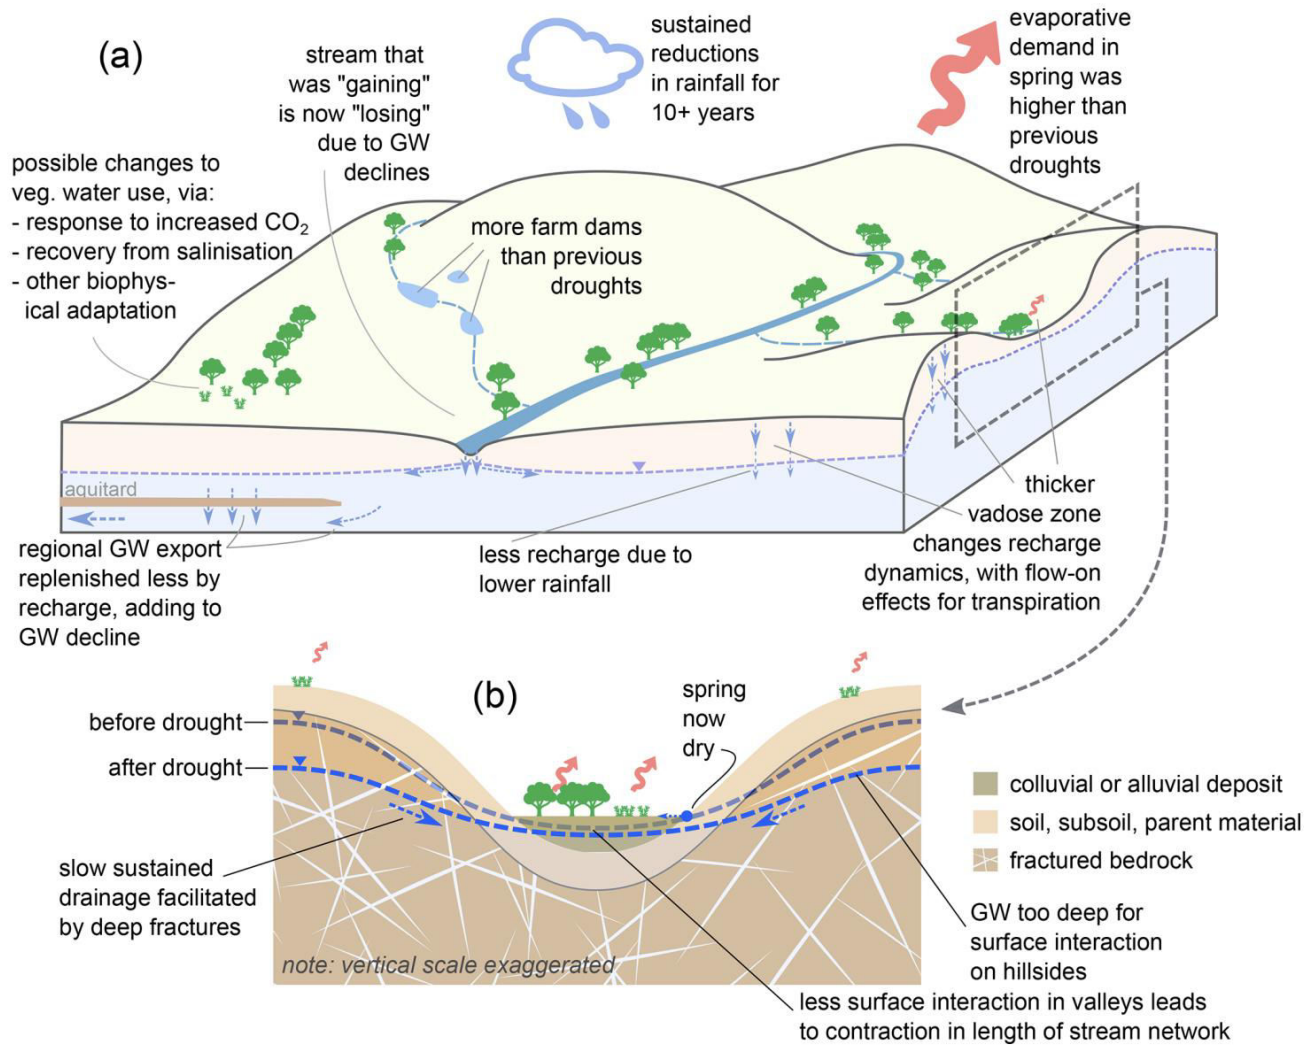 (a)
stream that
was "gaining"
is now "losing"
due to GW
declines
sustained
reductions
in rainfall for
10+ years
evaporative
demand in
spring was
higher than
previous
droughts
possible changes to
veg. water use, via:
- response to increased CO₂
- recovery from salinisation
- other biophys-
ical adaptation
more farm dams
than previous
droughts
aquitard
regional GW export
replenished less by
recharge, adding to
GW decline
less recharge due to
lower rainfall
thicker
vadose zone
changes recharge
dynamics, with flow-on
effects for transpiration
(b)
before drought
after drought
spring
now
dry
slow sustained
drainage facilitated
by deep fractures
note: vertical scale exaggerated
colluvial or alluvial deposit
soil, subsoil, parent material
fractured bedrock
GW too deep for
surface interaction
on hillsides
less surface interaction in valleys leads
to contraction in length of stream network